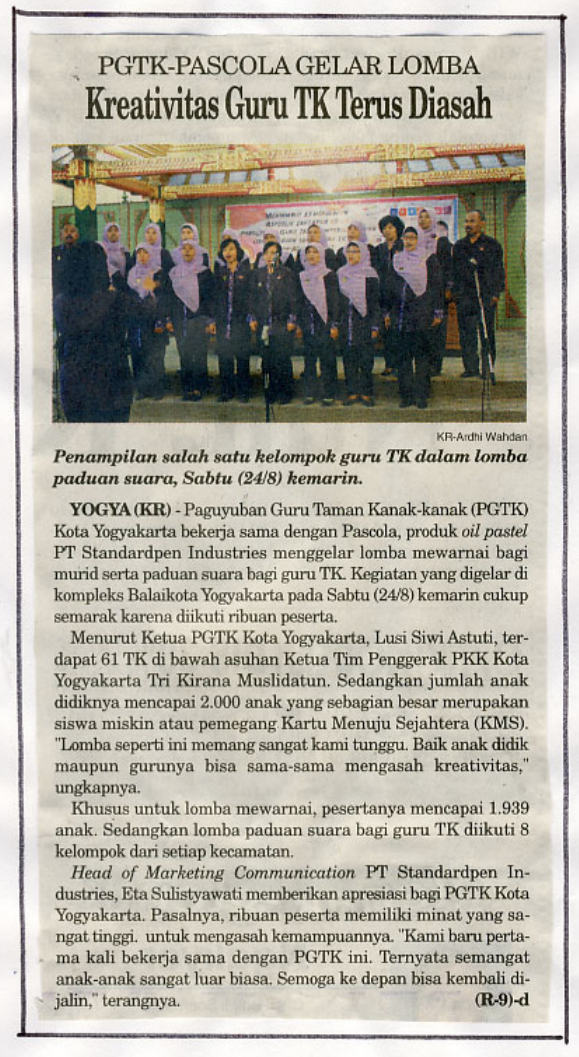 PGTK-PASCOLA GELAR LOMBA
Kreativitas Guru TK Terus Diasah
KR-Ardhi Wahdan
Penampilan salah satu kelompok guru TK dalam lomba
paduan suara, Sabtu (24/8) kemarin.
YOGYA (KR) - Paguyuban Guru Taman Kanak-kanak (PGTK)
Kota Yogyakarta bekerja sama dengan Pascola, produk oil pastel
PT Standardpen Industries menggelar lomba mewarnai bagi
murid serta paduan suara bagi guru TK. Kegiatan yang digelar di
kompleks Balaikota Yogyakarta pada Sabtu (24/8) kemarin cukup
semarak karena diikuti ribuan peserta.
Menurut Ketua PGTK Kota Yogyakarta, Lusi Siwi Astuti, ter-
dapat 61 TK di bawah asuhan Ketua Tim Penggerak PKK Kota
Yogyakarta Tri Kirana Muslidatun. Sedangkan jumlah anak
didiknya mencapai 2.000 anak yang sebagian besar merupakan
siswa miskin atau pemegang Kartu Menuju Sejahtera (KMS).
"Lomba seperti ini memang sangat kami tunggu. Baik anak didik
maupun gurunya bisa sama-sama mengasah kreativitas,"
ungkapnya.
Khusus untuk lomba mewarnai, pesertanya mencapai 1.939
anak. Sedangkan lomba paduan suara bagi guru TK diikuti 8
kelompok dari setiap kecamatan.
Head of Marketing Communication PT Standardpen In-
dustries, Eta Sulistyawati memberikan apresiasi bagi PGTK Kota
Yogyakarta. Pasalnya, ribuan peserta memiliki minat yang sa-
ngat tinggi. untuk mengasah kemampuannya. "Kami baru perta-
ma kali bekerja sama dengan PGTK ini. Ternyata semangat
anak-anak sangat luar biasa. Semoga ke depan bisa kembali di-
jalin," terangnya. (R-9)-d